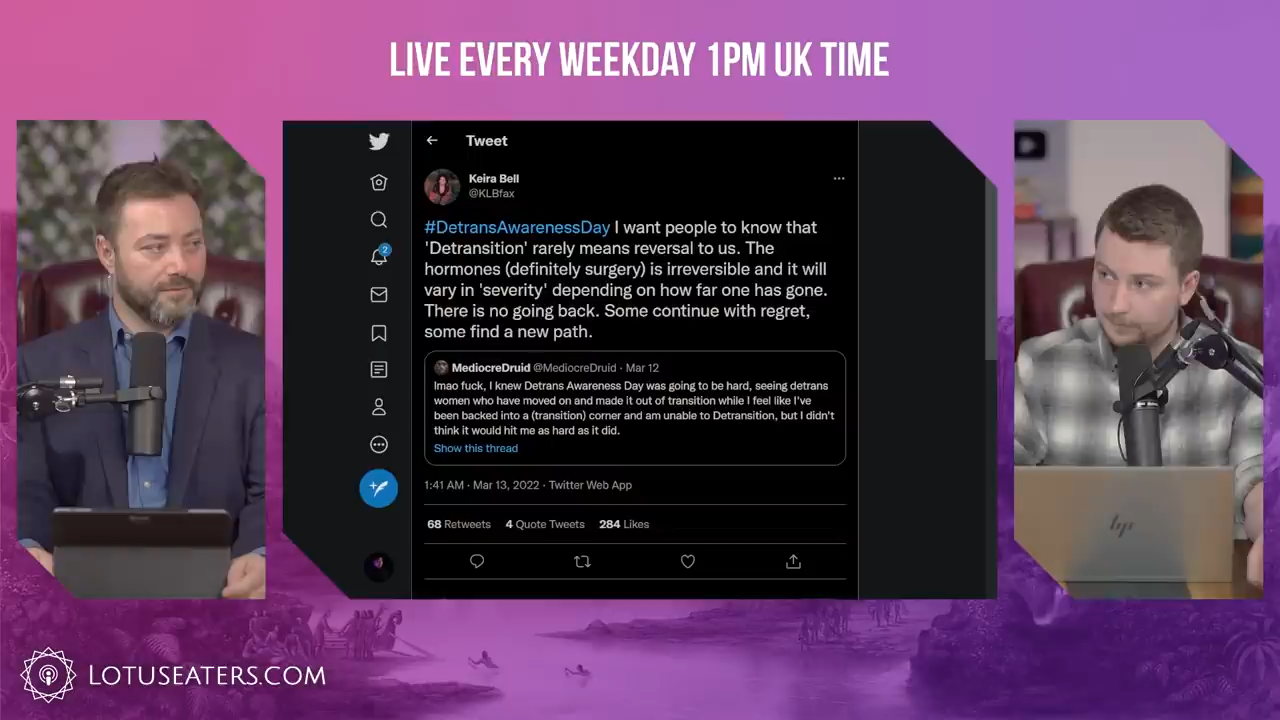 LIVE EVERY WEEKDAY 1PM UK TIME
Tweet
Keira Bell
@KLBfax
#DetransAwarenessDay I want people to know that
'Detransition' rarely means reversal to us. The
hormones (definitely surgery) is irreversible and it will
vary in 'severity' depending on how far one has gone.
There is no going back. Some continue with regret,
some find a new path.
MediocreDruid @MediocreDruid · Mar 12
lmao fuck, I knew Detrans Awareness Day was going to be hard, seeing detrans
women who have moved on and made it out of transition while I feel like I've
been backed into a (transition) corner and am unable to Detransition, but I didn't
think it would hit me as hard as it did.
Show this thread
1:41 AM · Mar 13, 2022 · Twitter Web App
68 Retweets 4 Quote Tweets 284 Likes
2
hp
LOTUSEATERS.COM